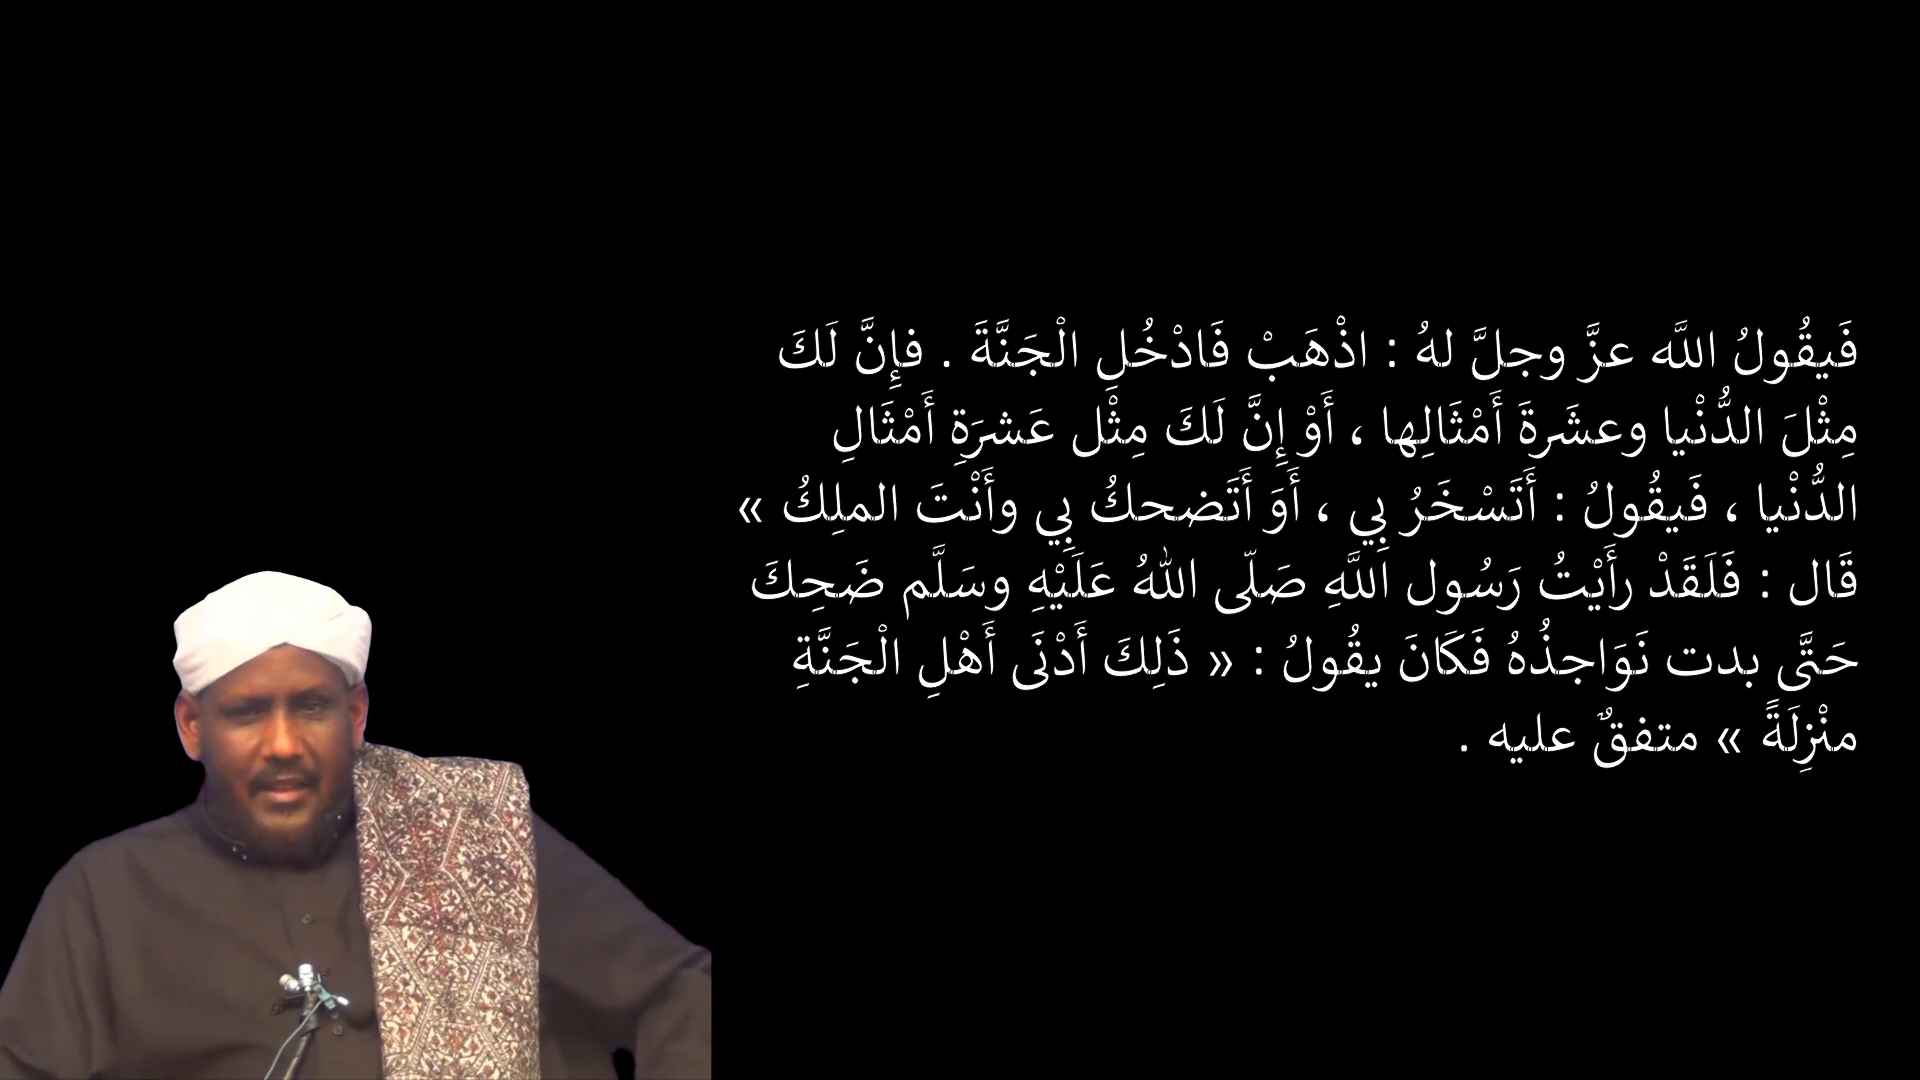 فَيقُولُ اللَّه عزَّ وجلَّ لهُ : اذْهَبْ فَادْخُلِ الْجَنَّةَ . فإِنَّ لَكَ
مِثْلَ الدُّنْيا وعشَرةَ أَمْثَالِها ، أَوْ إِنَّ لَكَ مِثْل عَشرَةِ أَمْثَالِ
الدُّنْيا ، فَيقُولُ : أَتَسْخَرُ بِي ، أَوَ أَتَضحكُ بِي وأَنْتَ الملِكُ »
قَال : فَلَقَدْ رأَيْتُ رَسُول اللَّهِ صَلّى اللهُ عَلَيْهِ وسَلَّم ضَحِكَ
حَتَّى بدت نَوَاجذُهُ فَكَانَ يقُولُ : « ذَلِكَ أَدْنَى أَهْلِ الْجَنَّةِ
منْزِلَةً » متفقٌ عليه .